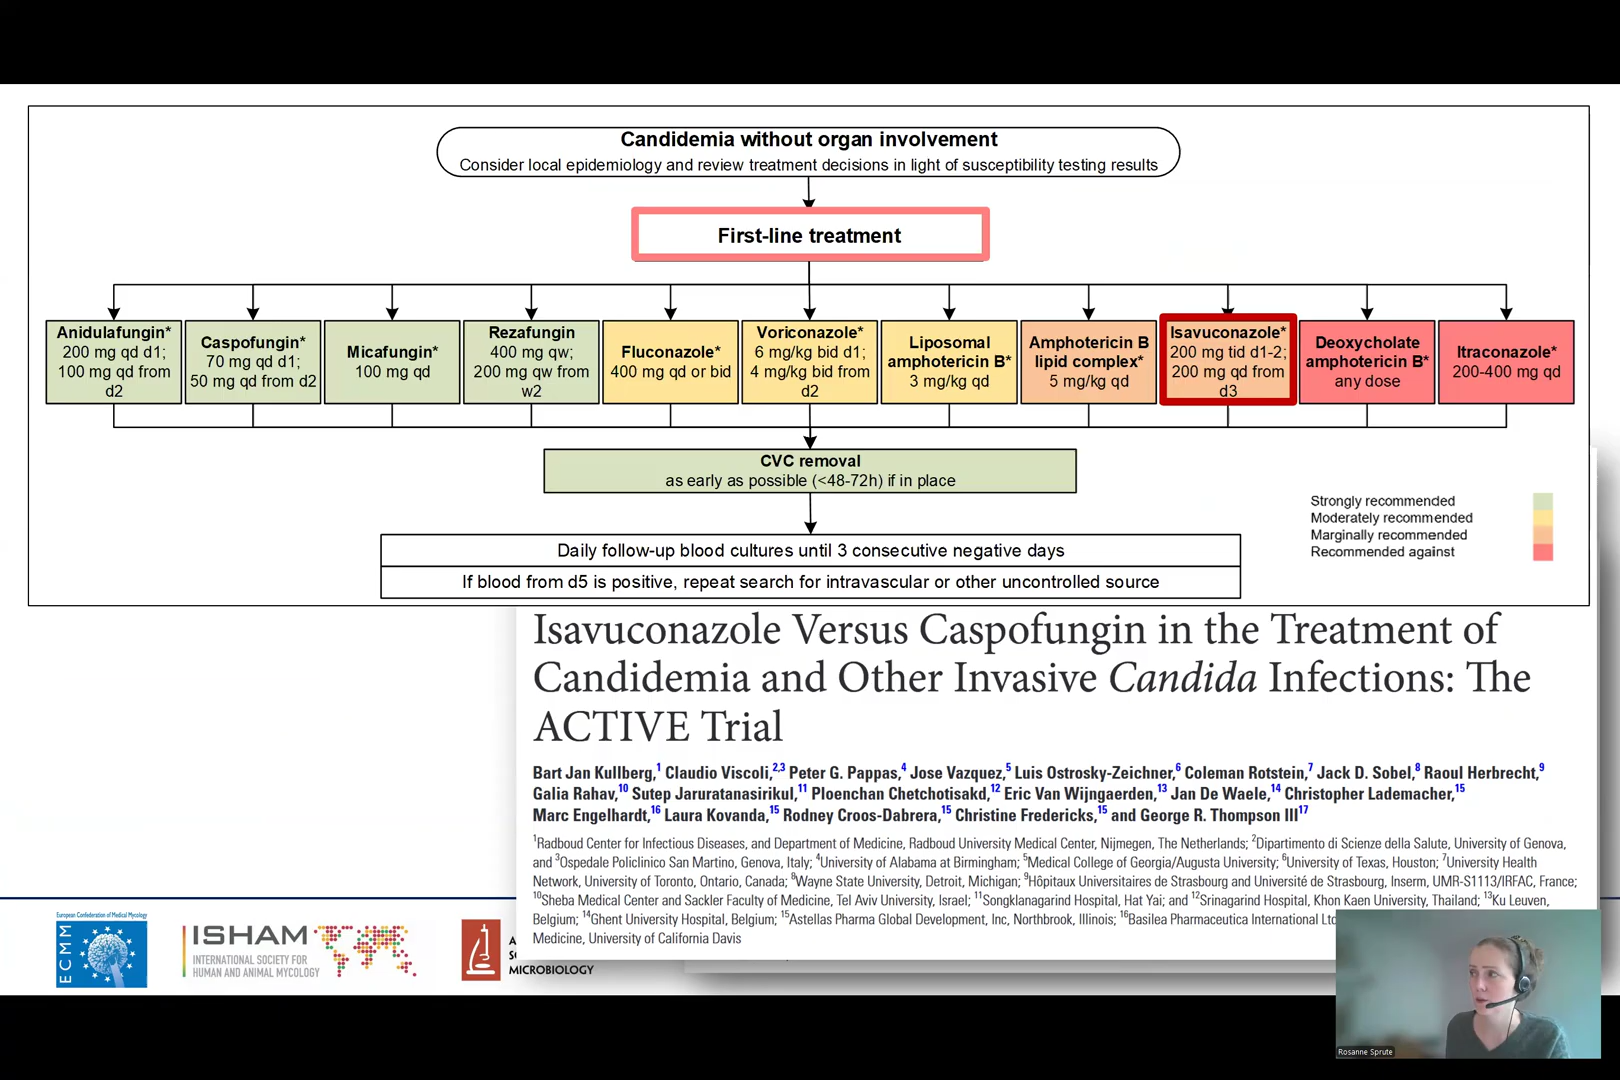 Candidemia without organ involvement
Consider local epidemiology and review treatment decisions in light of susceptibility testing results
First-line treatment
Anidulafungin*
200 mg qd d1;
100 mg qd from
d2
Caspofungin*
70 mg qd d1;
50 mg qd from d2
Micafungin*
100 mg qd
Rezafungin
400 mg qw;
200 mg qw from
w2
Fluconazole*
400 mg qd or bid
Voriconazole*
6 mg/kg bid d1;
4 mg/kg bid from
d2
Liposomal
amphotericin B*
3 mg/kg qd
Amphotericin B
lipid complex*
5 mg/kg qd
Isavuconazole*
200 mg tid d1-2;
200 mg qd from
d3
Deoxycholate
amphotericin B*
any dose
Itraconazole*
200-400 mg qd
CVC removal
as early as possible (<48-72h) if in place
Strongly recommended
Moderately recommended
Marginally recommended
Recommended against
Daily follow-up blood cultures until 3 consecutive negative days
If blood from d5 is positive, repeat search for intravascular or other uncontrolled source
Isavuconazole Versus Caspofungin in the Treatment of
Candidemia and Other Invasive Candida Infections: The
ACTIVE Trial
Bart Jan Kullberg,1 Claudio Viscoli,2,3 Peter G. Pappas,4 Jose Vazquez,5 Luis Ostrosky-Zeichner,6 Coleman Rotstein,7 Jack D. Sobel,8 Raoul Herbrecht,9
Galia Rahav,10 Sutep Jaruratanasirikul,11 Ploenchan Chetchotisakd,12 Eric Van Wijngaerden,13 Jan De Waele,14 Christopher Lademacher,15
Marc Engelhardt,16 Laura Kovanda,15 Rodney Croos-Dabrera,15 Christine Fredericks,15 and George R. Thompson III17
1Radboud Center for Infectious Diseases, and Department of Medicine, Radboud University Medical Center, Nijmegen, The Netherlands; 2Dipartimento di Scienze della Salute, University of Genova,
and 3Ospedale Policlinico San Martino, Genova, Italy; 4University of Alabama at Birmingham; 5Medical College of Georgia/Augusta University; 6University of Texas, Houston; 7University Health
Network, University of Toronto, Ontario, Canada; 8Wayne State University, Detroit, Michigan; 9Hôpitaux Universitaires de Strasbourg and Université de Strasbourg, Inserm, UMR-S1113/IRFAC, France;
10Sheba Medical Center and Sackler Faculty of Medicine, Tel Aviv University, Israel; 11Songklanagarind Hospital, Hat Yai; and 12Srinagarind Hospital, Khon Kaen University, Thailand; 13Ku Leuven,
Belgium; 14Ghent University Hospital, Belgium; 15Astellas Pharma Global Development, Inc, Northbrook, Illinois; 16Basilea Pharmaceutica International Ltd
Medicine, University of California Davis
European Confederation of Medical Mycology
ECMM
ISHAM
INTERNATIONAL SOCIETY FOR
HUMAN AND ANIMAL MYCOLOGY
A
SC
MICROBIOLOGY
Rosanne Sprute